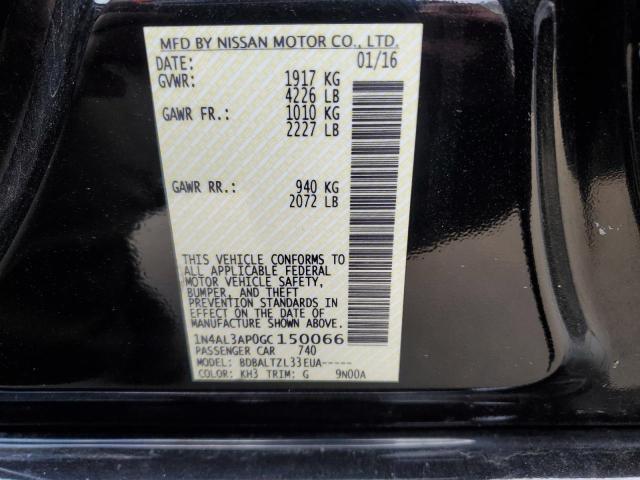 MFD BY NISSAN MOTOR CO., LTD.
DATE: 01/16
GVWR: 1917 KG
4226 LB
GAWR FR.: 1010 KG
2227 LB
GAWR RR.: 940 KG
2072 LB
THIS VEHICLE CONFORMS TO
ALL APPLICABLE FEDERAL
MOTOR VEHICLE SAFETY,
BUMPER, AND THEFT
PREVENTION STANDARDS IN
EFFECT ON THE DATE OF
MANUFACTURE SHOWN ABOVE.
1N4AL3AP0GC150066
PASSENGER CAR 740
MODEL: BDBALTZL33EUA-----
COLOR: KH3 TRIM: G 9N00A